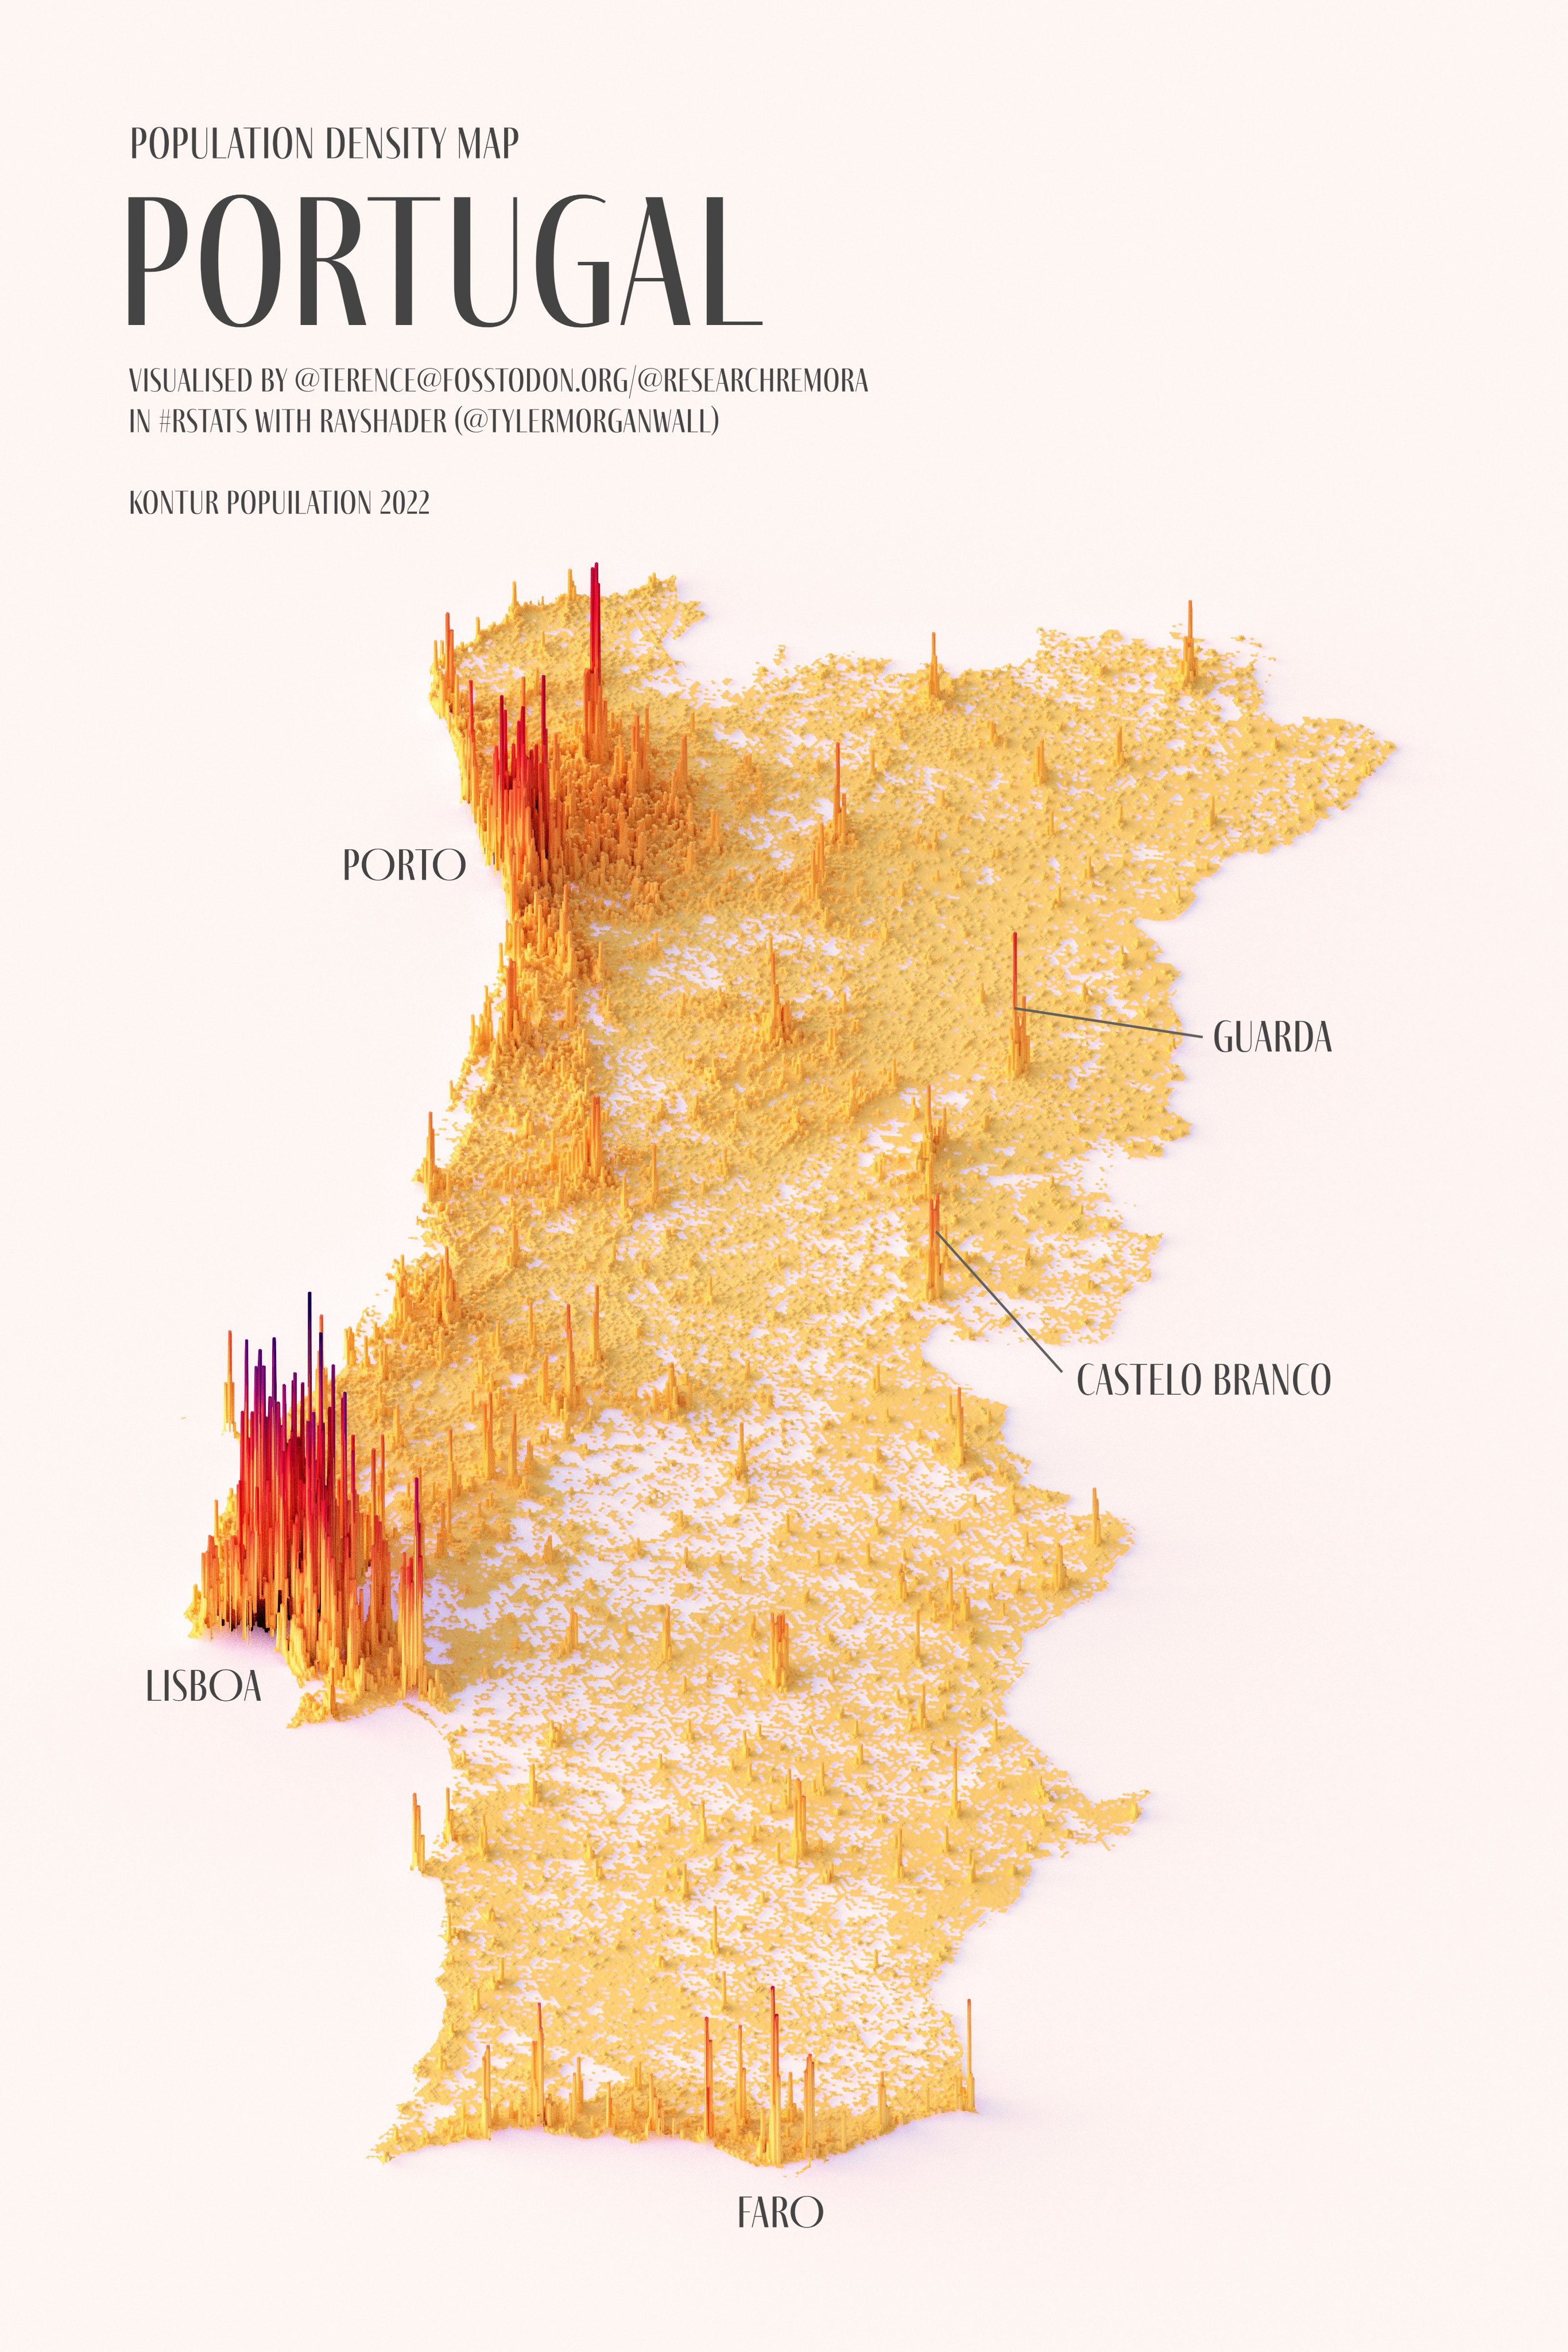 POPULATION DENSITY MAP
PORTUGAL
VISUALISED BY @TERENCE@FOSSTODON.ORG/@RESEARCHREMORA
IN #RSTATS WITH RAYSHADER (@TYLERMORGANWALL)
KONTUR POPUILATION 2022
PORTO
GUARDA
CASTELO BRANCO
LISBOA
FARO